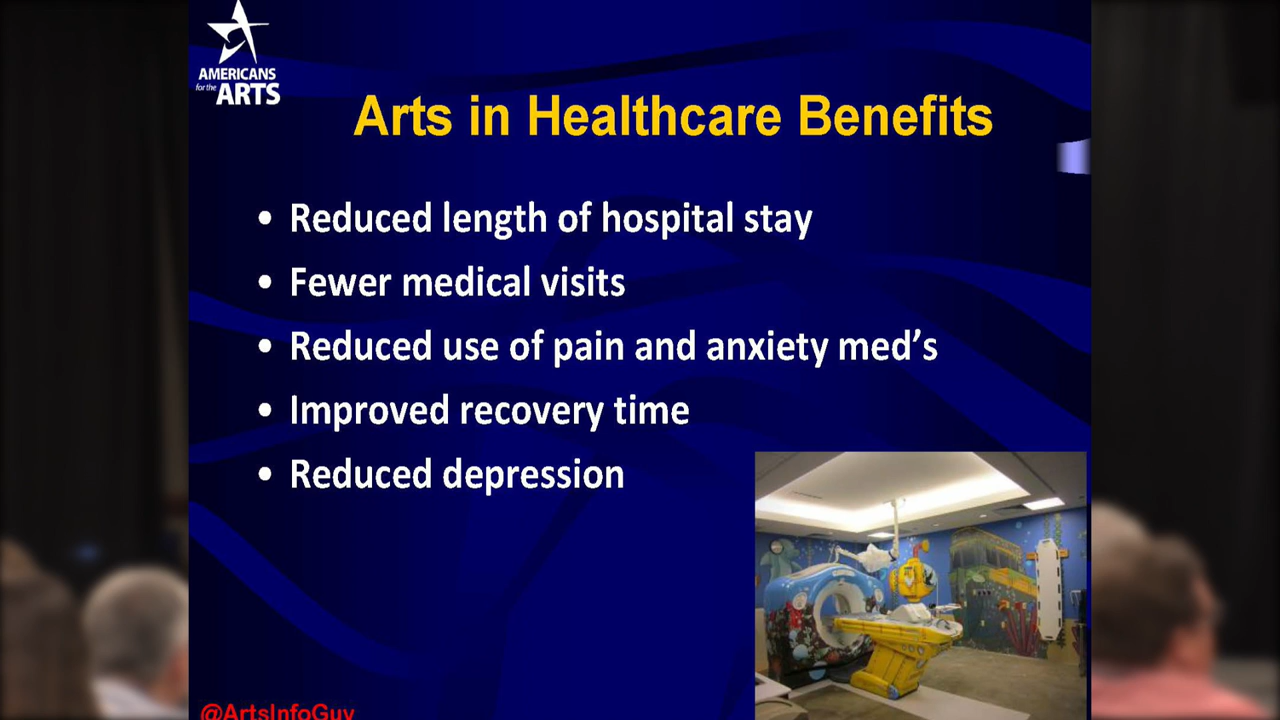 AMERICANS
for the ARTS
Arts in Healthcare Benefits
• Reduced length of hospital stay
• Fewer medical visits
• Reduced use of pain and anxiety med’s
• Improved recovery time
• Reduced depression
@ArtsInfoGuy